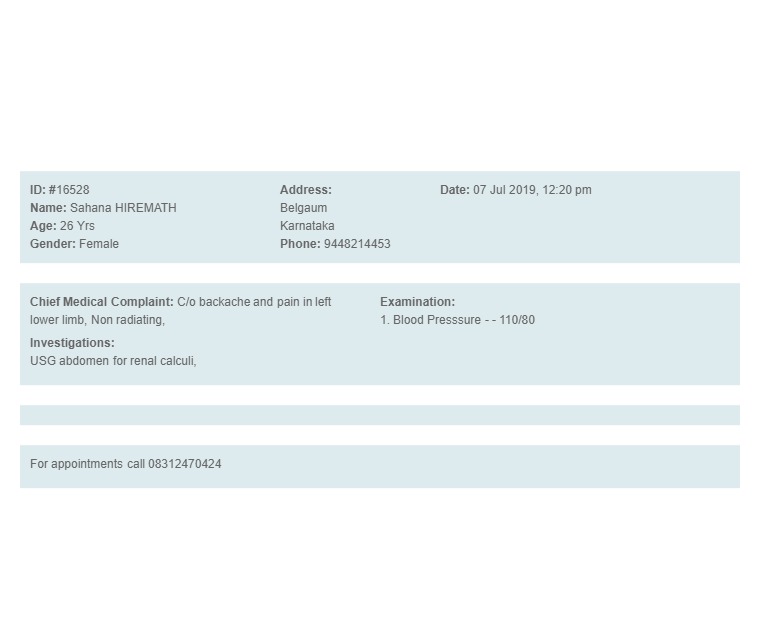 ID: #16528
Name: Sahana HIREMATH
Age: 26 Yrs
Gender: Female
Address:
Belgaum
Karnataka
Phone: 9448214453
Date: 07 Jul 2019, 12:20 pm
Chief Medical Complaint: C/o backache and pain in left
lower limb, Non radiating,
Investigations:
USG abdomen for renal calculi,
Examination:
1. Blood Presssure - - 110/80
For appointments call 08312470424